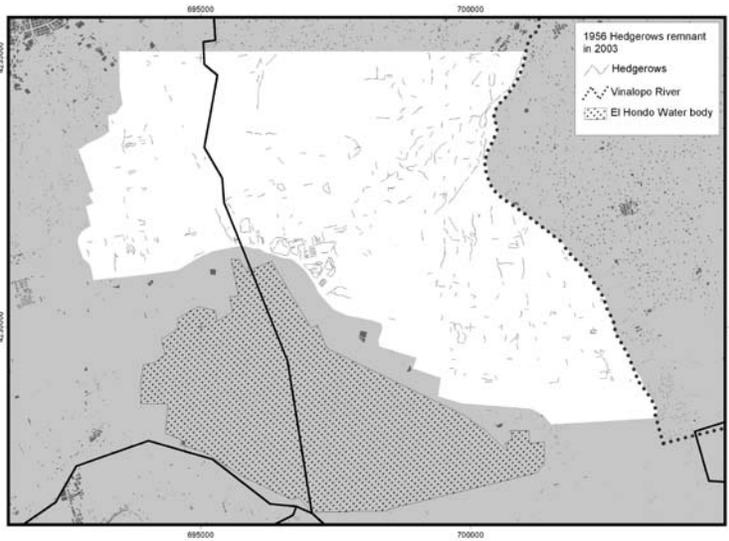 695000
700000
1956 Hedgerows remnant
in 2003
Hedgerows
Vinalopo River
El Hondo Water body
695000
700000